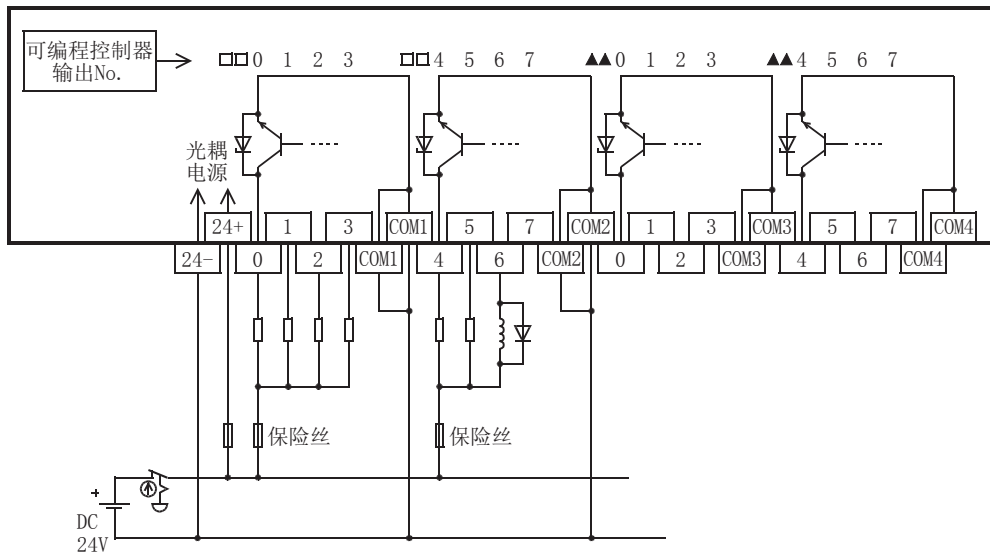 可编程控制器
输出No.
□□0 1 2 3
□□4 5 6 7
▲▲0 1 2 3
▲▲4 5 6 7
光耦
电源
24+ 1 3 COM1 5 7 COM2 1 3 COM3 5 7 COM4
24- 0 2 COM1 4 6 COM2 0 2 COM3 4 6 COM4
保险丝
保险丝
+
DC
24V